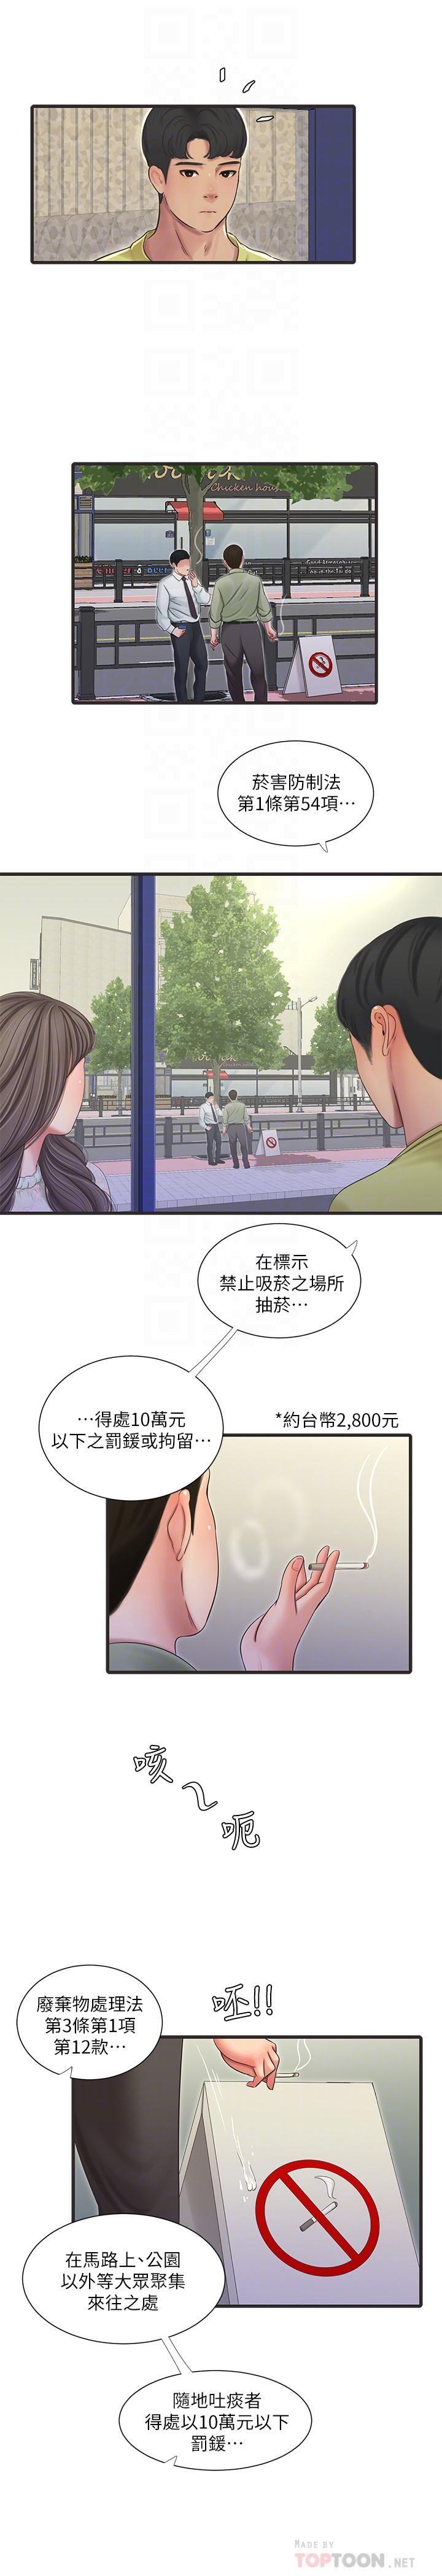 Chicken hous
菸害防制法
第1條第54項…
在標示
禁止吸菸之場所
抽菸…
…得處10萬元
以下之罰鍰或拘留…
*約台幣2,800元
咳~呃
呸!!
廢棄物處理法
第3條第1項
第12款…
在馬路上、公園
以外等大眾聚集
來往之處
隨地吐痰者
得處以10萬元以下
罰鍰…
MADE BY
TOPTOON.NET